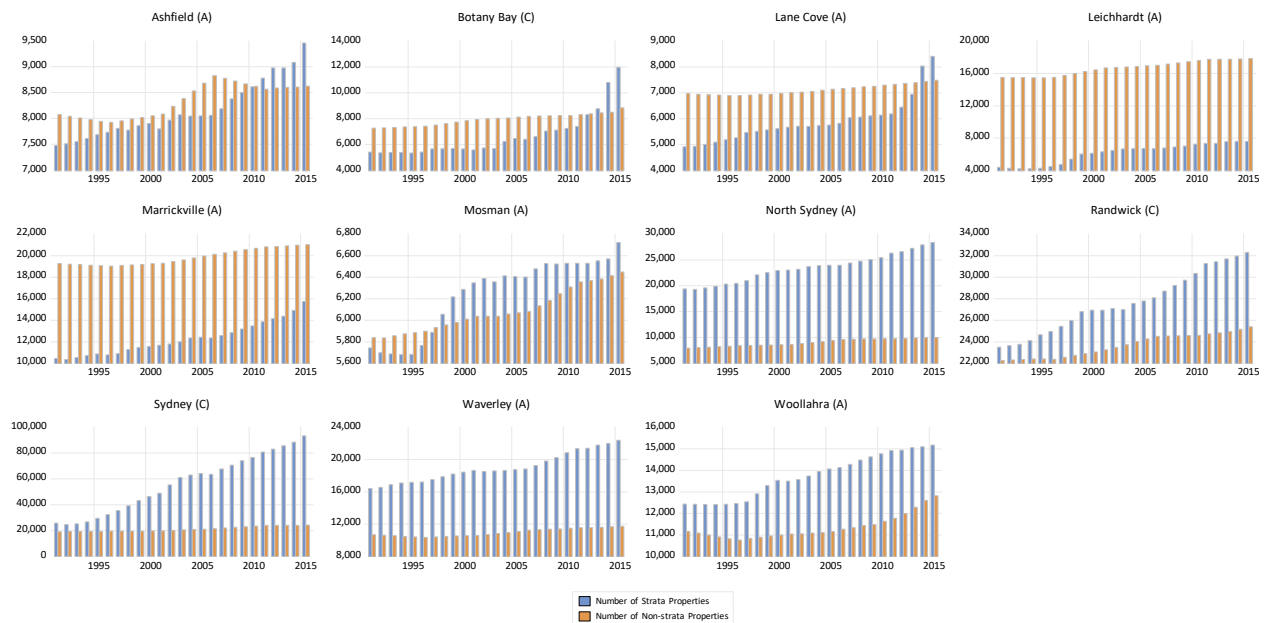 Ashfield (A)
9,500
9,000
8,500
8,000
7,500
7,000
1995 2000 2005 2010 2015
Botany Bay (C)
14,000
12,000
10,000
8,000
6,000
4,000
1995 2000 2005 2010 2015
Lane Cove (A)
9,000
8,000
7,000
6,000
5,000
4,000
1995 2000 2005 2010 2015
Leichhardt (A)
20,000
16,000
12,000
8,000
4,000
1995 2000 2005 2010 2015
Marrickville (A)
22,000
20,000
18,000
16,000
14,000
12,000
10,000
1995 2000 2005 2010 2015
Mosman (A)
6,800
6,600
6,400
6,200
6,000
5,800
5,600
1995 2000 2005 2010 2015
North Sydney (A)
30,000
25,000
20,000
15,000
10,000
5,000
1995 2000 2005 2010 2015
Randwick (C)
34,000
32,000
30,000
28,000
26,000
24,000
22,000
1995 2000 2005 2010 2015
Sydney (C)
100,000
80,000
60,000
40,000
20,000
0
1995 2000 2005 2010 2015
Waverley (A)
24,000
20,000
16,000
12,000
8,000
1995 2000 2005 2010 2015
Woollahra (A)
15,000
14,000
13,000
12,000
11,000
10,000
1995 2000 2005 2010 2015
Number of Strata Properties
Number of Non-strata Properties